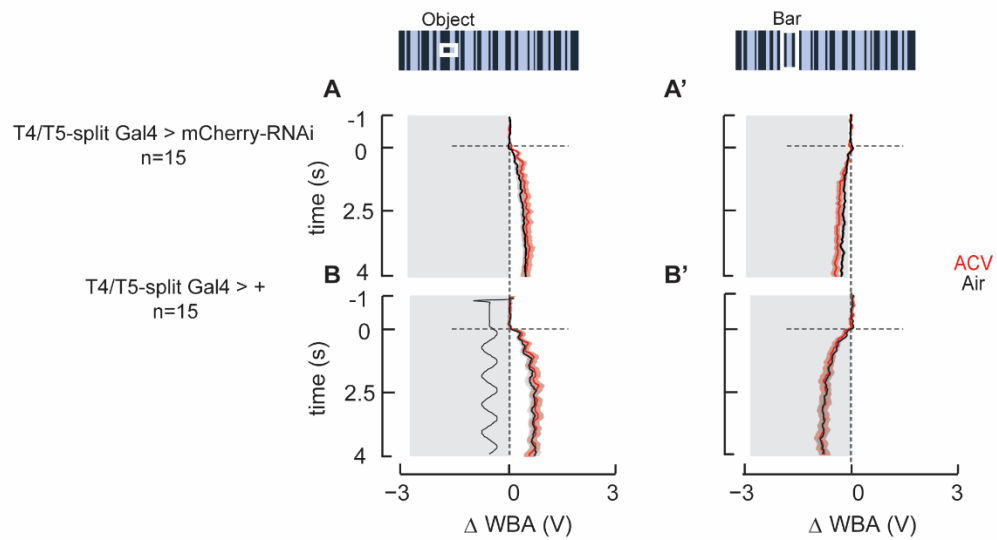 Object
Bar
A
A'
T4/T5-split Gal4 > mCherry-RNAi
n=15
-1
0
2.5
4
time (s)
B
B'
T4/T5-split Gal4 > +
n=15
-1
0
2.5
4
time (s)
ACV
Air
−3
0
3
−3
0
3
Δ WBA (V)
Δ WBA (V)